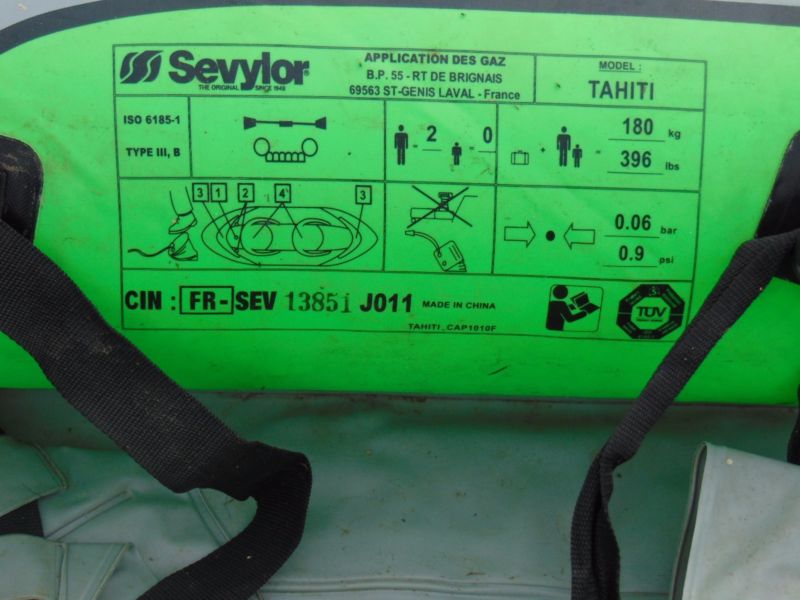 Sevylor®
THE ORIGINAL SINCE 1948
APPLICATION DES GAZ
B.P. 55 - RT DE BRIGNAIS
69563 ST-GENIS LAVAL - France
MODEL :
TAHITI
ISO 6185-1
TYPE III, B
= 2
= 0
+ = 180 kg
396 lbs
3 1 2 4 3
0.06 bar
0.9 psi
CIN : FR- SEV 13851 J011 MADE IN CHINA
TAHITI_CAP1010F
TÜV